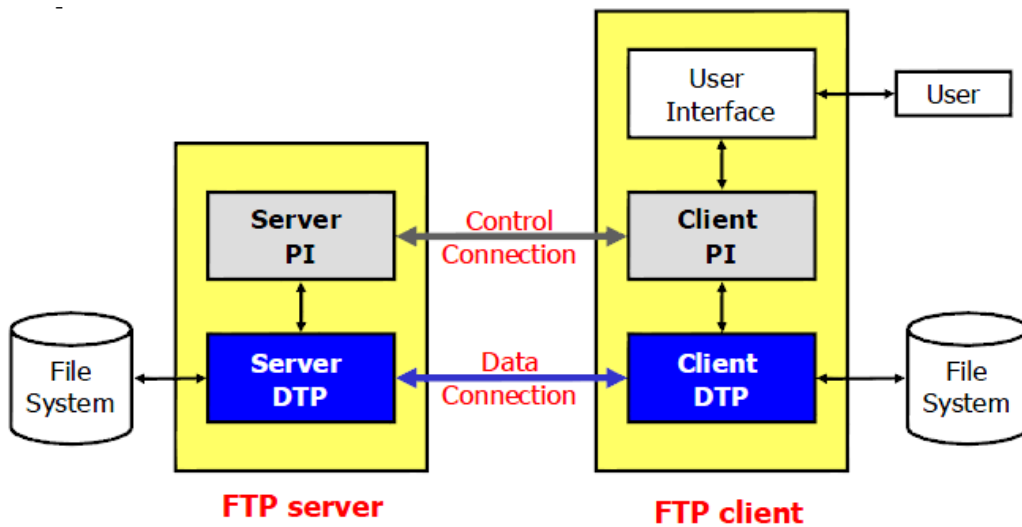 User
Interface
User
Server
PI
Control
Connection
Client
PI
File
System
Server
DTP
Data
Connection
Client
DTP
File
System
FTP server
FTP client